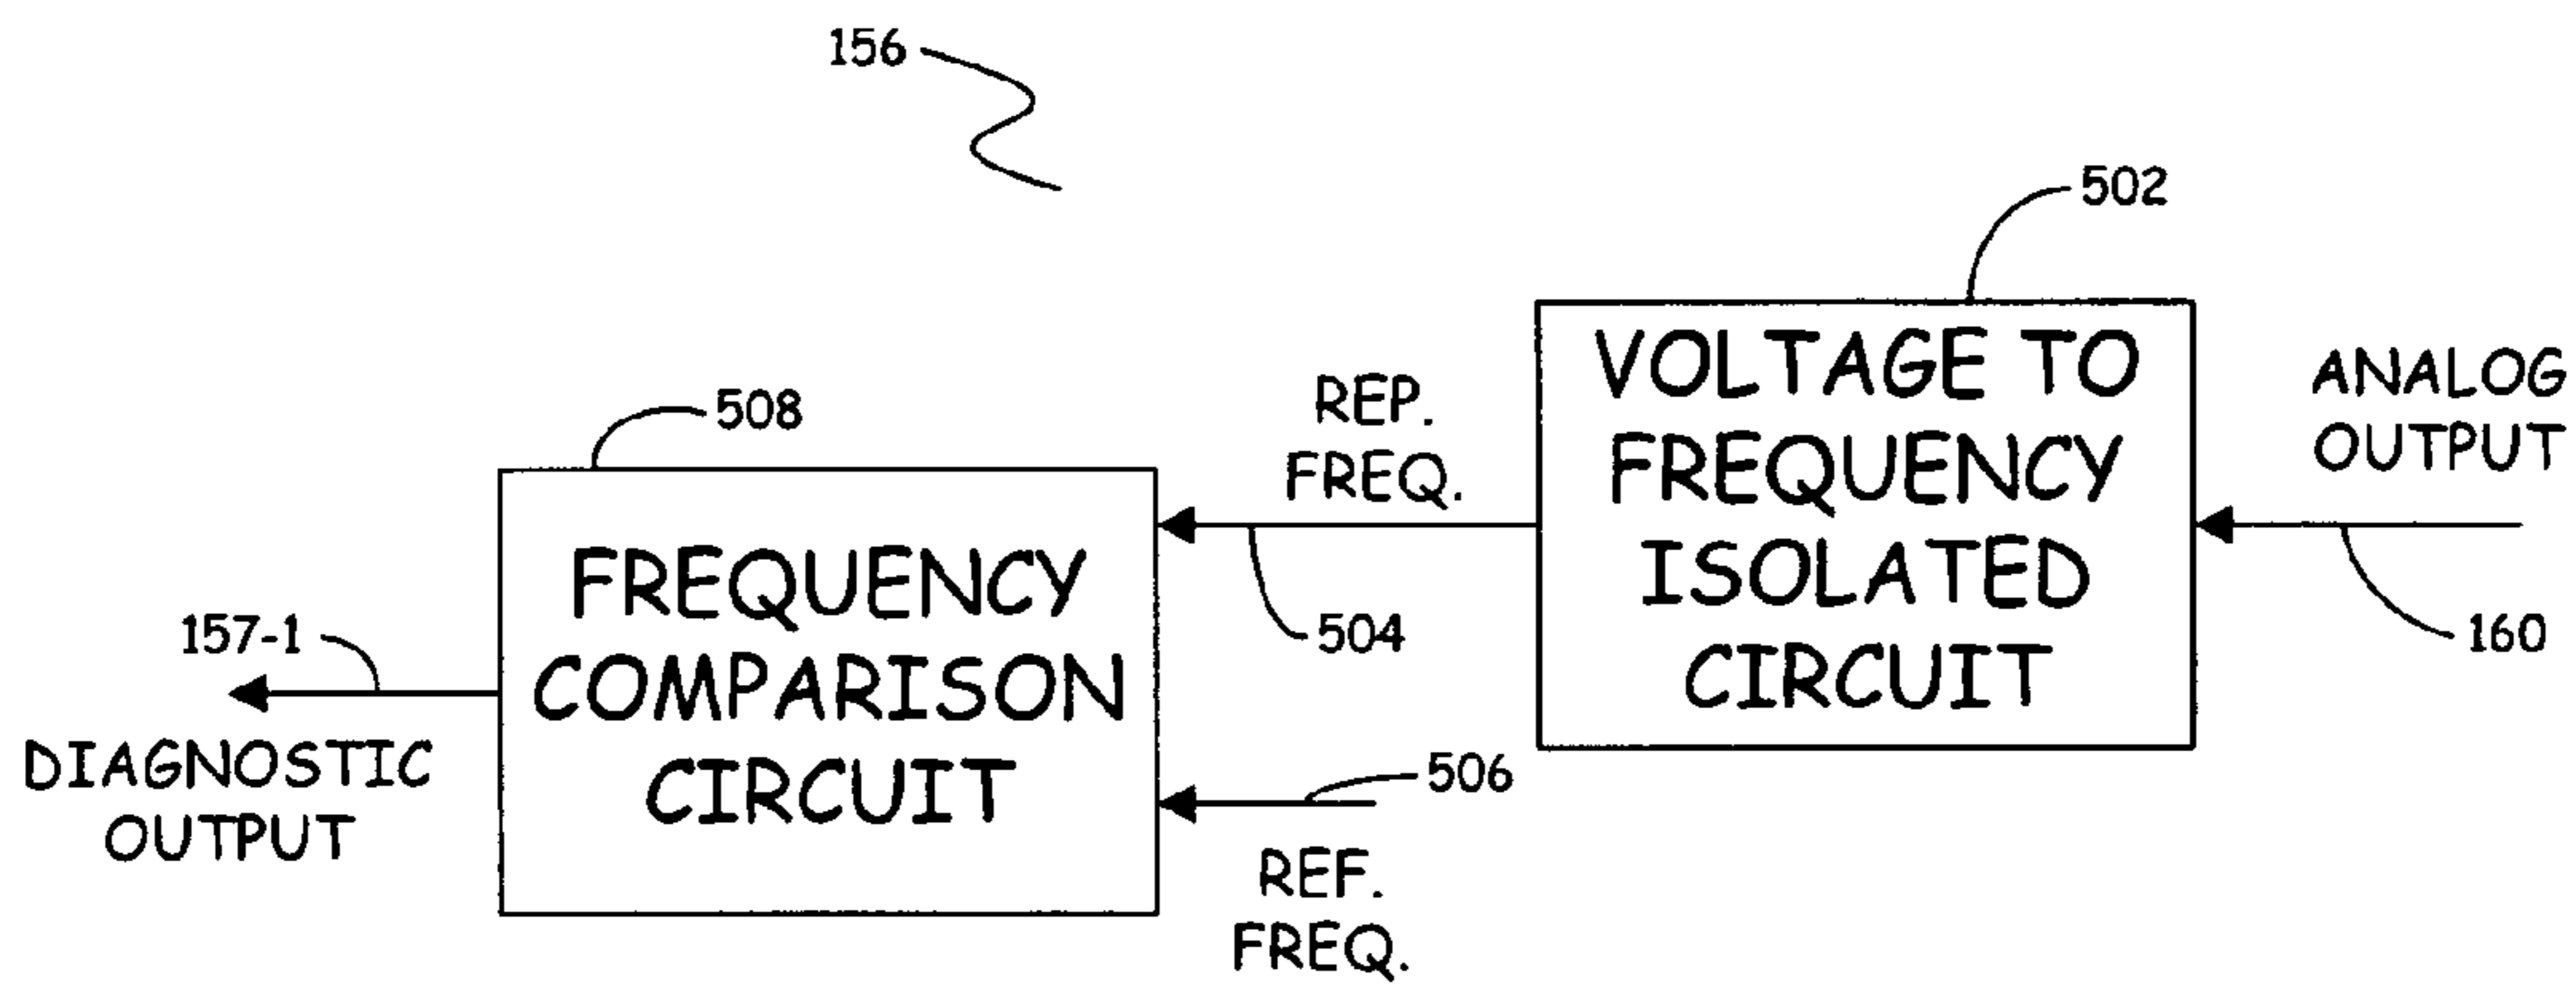 156
502
VOLTAGE TO
FREQUENCY
ISOLATED
CIRCUIT
ANALOG
OUTPUT
160
REP.
FREQ.
504
508
FREQUENCY
COMPARISON
CIRCUIT
506
REF.
FREQ.
157-1
DIAGNOSTIC
OUTPUT